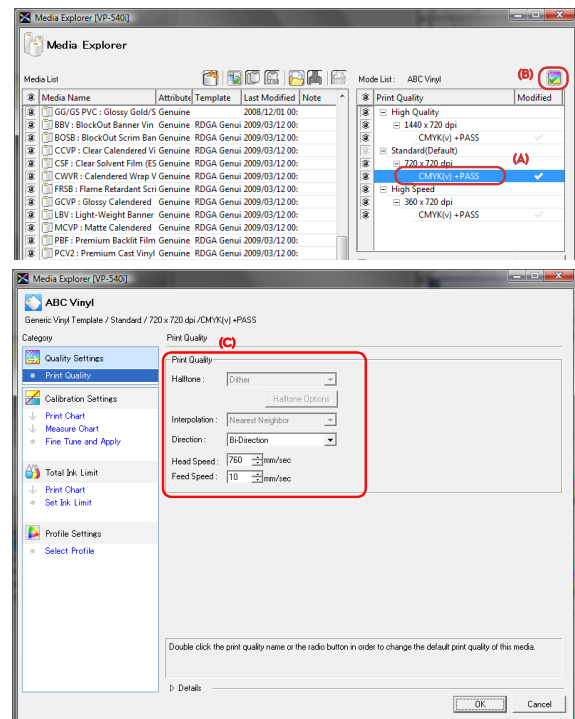 Media Explorer [VP-540i]
Media Explorer
Media List
Mode List : ABC Vinyl
(B)
Media Name Attribute Template Last Modified Note
GG/GS PVC : Glossy Gold/S Genuine 2008/12/01 00:
BBV : BlockOut Banner Vin Genuine RDGA Genui 2009/03/12 00:
BOSB : BlockOut Scrim Ban Genuine RDGA Genui 2009/03/12 00:
CCVP : Clear Calendered Vi Genuine RDGA Genui 2009/03/12 00:
CSF : Clear Solvent Film (ES Genuine RDGA Genui 2009/03/12 00:
CWVR : Calendered Wrap V Genuine RDGA Genui 2009/03/12 00:
FRSB : Flame Retardant Scri Genuine RDGA Genui 2009/03/12 00:
GCVP : Glossy Calendered Genuine RDGA Genui 2009/03/12 00:
LBV : Light-Weight Banner Genuine RDGA Genui 2009/03/12 00:
MCVP : Matte Calendered Genuine RDGA Genui 2009/03/12 00:
PBF : Premium Backlit Film Genuine RDGA Genui 2009/03/12 00:
PCV2 : Premium Cast Vinyl Genuine RDGA Genui 2009/03/12 00:
Print Quality Modified
High Quality
1440 x 720 dpi
CMYK(v) +PASS
Standard(Default)
(A)
720 x 720 dpi
CMYK(v) +PASS
High Speed
360 x 720 dpi
CMYK(v) +PASS
Media Explorer [VP-540i]
ABC Vinyl
Generic Vinyl Template / Standard / 720 x 720 dpi /CMYK(v) +PASS
Category
Quality Settings
Print Quality
Calibration Settings
Print Chart
Measure Chart
Fine Tune and Apply
Total Ink Limit
Print Chart
Set Ink Limit
Profile Settings
Select Profile
Print Quality
(C)
Print Quality
Halftone : Dither
Halftone Options
Interpolation : Nearest Neighbor
Direction : Bi-Direction
Head Speed : 760 mm/sec
Feed Speed : 10 mm/sec
Double click the print quality name or the radio button in order to change the default print quality of this media.
Details
OK Cancel